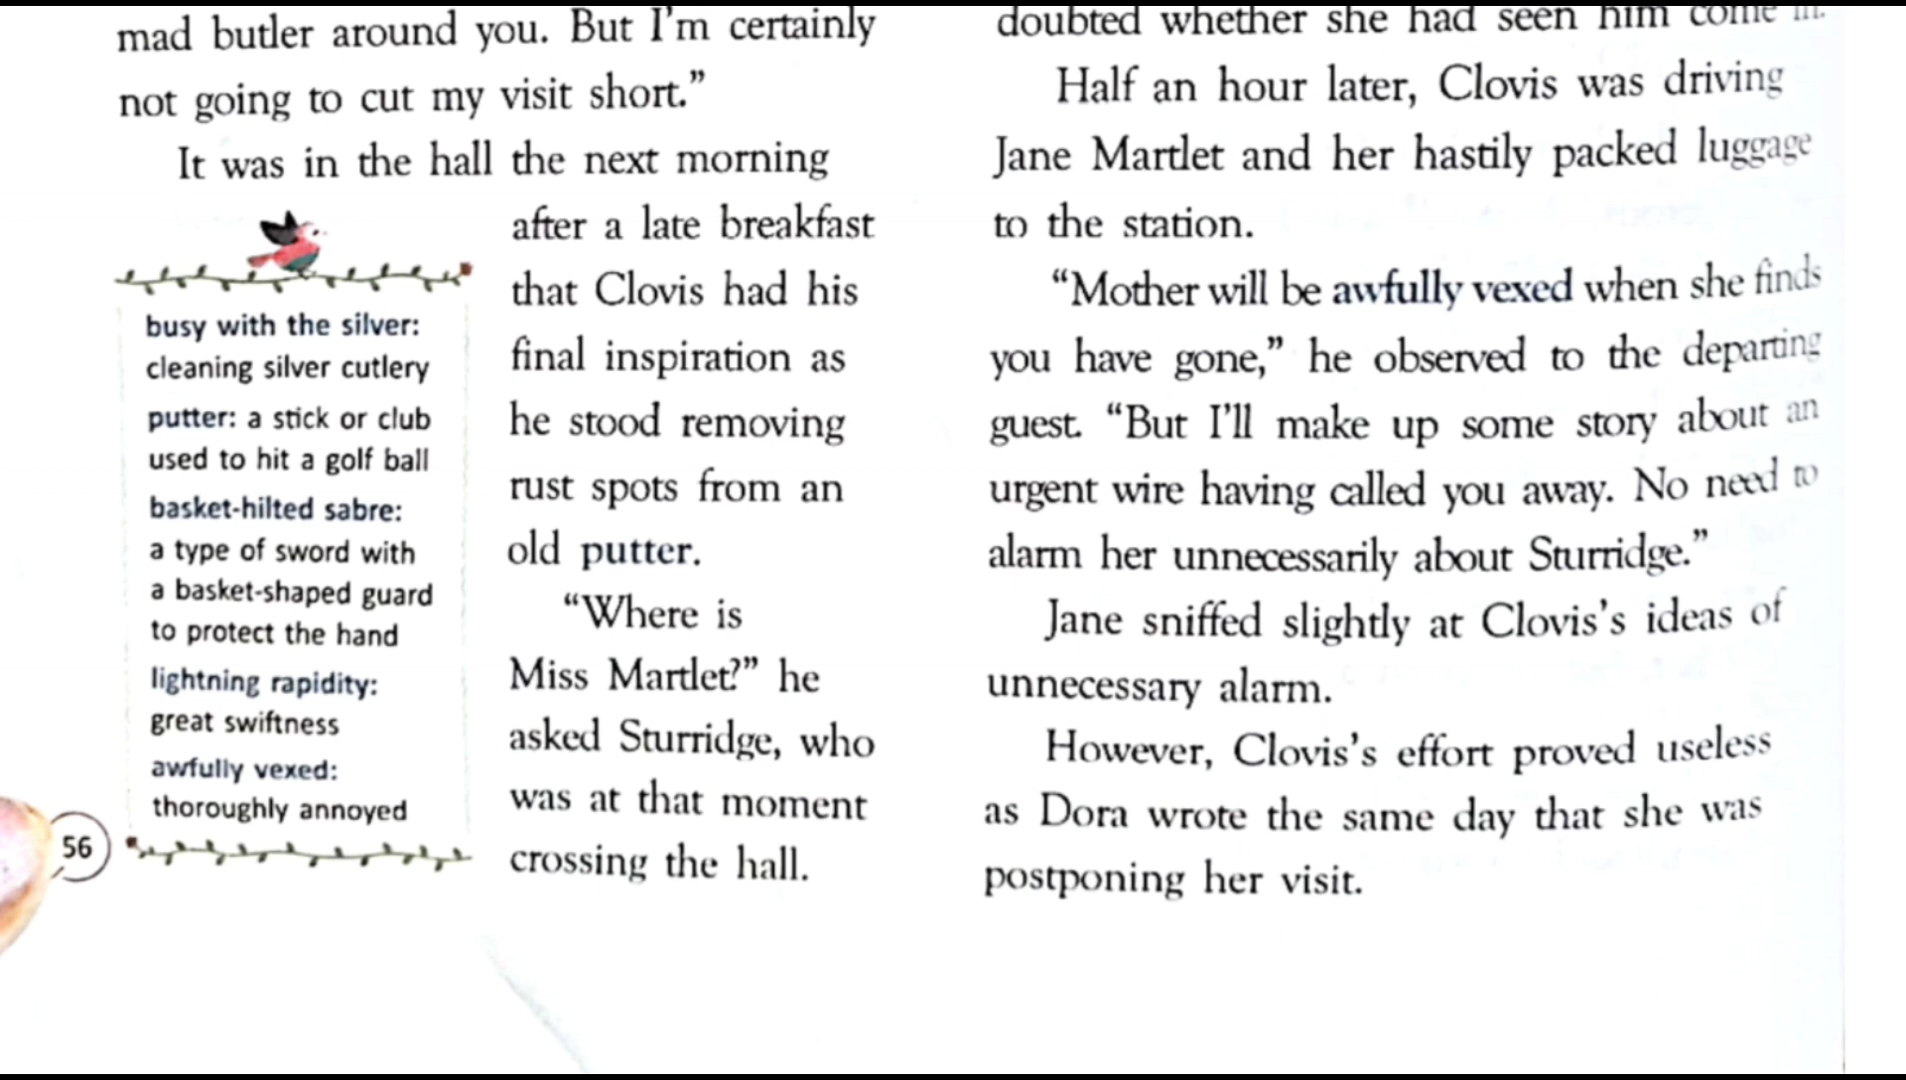 mad butler around you. But I'm certainly
not going to cut my visit short.”
It was in the hall the next morning
after a late breakfast
that Clovis had his
final inspiration as
he stood removing
rust spots from an
old putter.
“Where is
Miss Martlet?” he
asked Sturridge, who
was at that moment
crossing the hall.
busy with the silver:
cleaning silver cutlery
putter: a stick or club
used to hit a golf ball
basket-hilted sabre:
a type of sword with
a basket-shaped guard
to protect the hand
lightning rapidity:
great swiftness
awfully vexed:
thoroughly annoyed
56
doubted whether she had seen him come in.
Half an hour later, Clovis was driving
Jane Martlet and her hastily packed luggage
to the station.
“Mother will be awfully vexed when she finds
you have gone,” he observed to the departing
guest. “But I'll make up some story about an
urgent wire having called you away. No need to
alarm her unnecessarily about Sturridge.”
Jane sniffed slightly at Clovis's ideas of
unnecessary alarm.
However, Clovis's effort proved useless
as Dora wrote the same day that she was
postponing her visit.